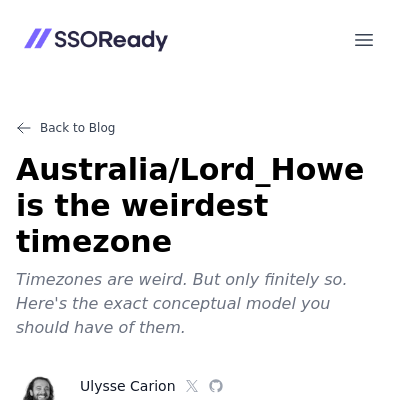 SSOReady
Back to Blog
Australia/Lord_Howe
is the weirdest
timezone
Timezones are weird. But only finitely so.
Here's the exact conceptual model you
should have of them.
Ulysse Carion